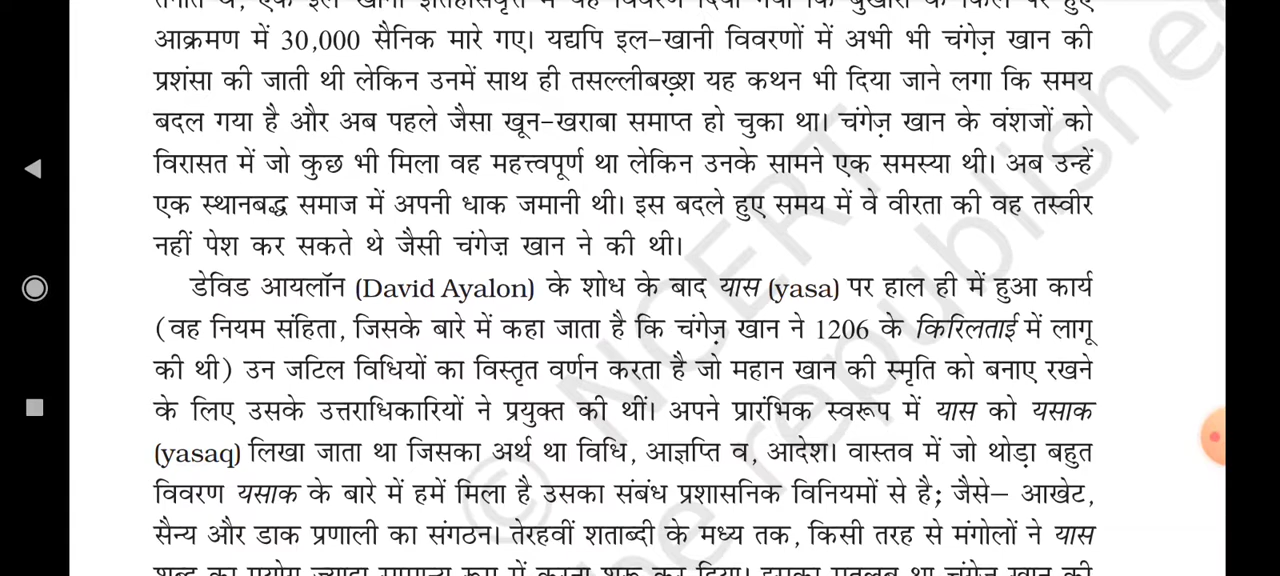 आक्रमण में 30,000 सैनिक मारे गए। यद्यपि इल-खानी विवरणों में अभी भी चंगेज़ खान की
प्रशंसा की जाती थी लेकिन उनमें साथ ही तसल्लीबख़्श यह कथन भी दिया जाने लगा कि समय
बदल गया है और अब पहले जैसा खून-खराबा समाप्त हो चुका था। चंगेज़ खान के वंशजों को
विरासत में जो कुछ भी मिला वह महत्त्वपूर्ण था लेकिन उनके सामने एक समस्या थी। अब उन्हें
एक स्थानबद्ध समाज में अपनी धाक जमानी थी। इस बदले हुए समय में वे वीरता की वह तस्वीर
नहीं पेश कर सकते थे जैसी चंगेज़ खान ने की थी।
डेविड आयलॉन (David Ayalon) के शोध के बाद यास (yasa) पर हाल ही में हुआ कार्य
(वह नियम संहिता, जिसके बारे में कहा जाता है कि चंगेज़ खान ने 1206 के किरिलताई में लागू
की थी) उन जटिल विधियों का विस्तृत वर्णन करता है जो महान खान की स्मृति को बनाए रखने
के लिए उसके उत्तराधिकारियों ने प्रयुक्त की थीं। अपने प्रारंभिक स्वरूप में यास को यसाक
(yasaq) लिखा जाता था जिसका अर्थ था विधि, आज्ञप्ति व, आदेश। वास्तव में जो थोड़ा बहुत
विवरण यसाक के बारे में हमें मिला है उसका संबंध प्रशासनिक विनियमों से है; जैसे– आखेट,
सैन्य और डाक प्रणाली का संगठन। तेरहवीं शताब्दी के मध्य तक, किसी तरह से मंगोलों ने यास
© NCERT
republishe